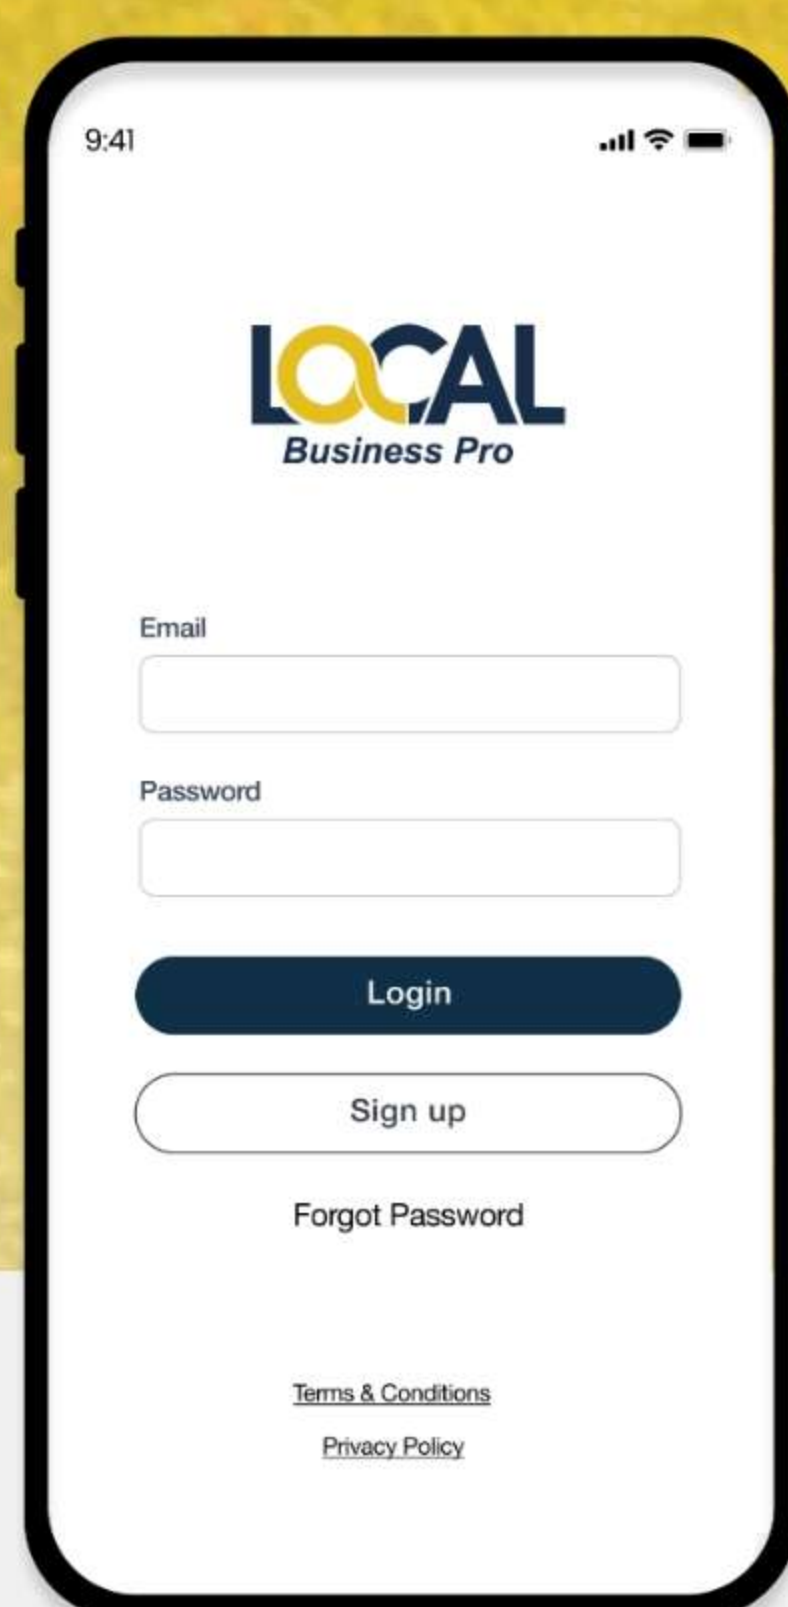 9:41
LOCAL
Business Pro
Email
Password
Login
Sign up
Forgot Password
Terms & Conditions
Privacy Policy